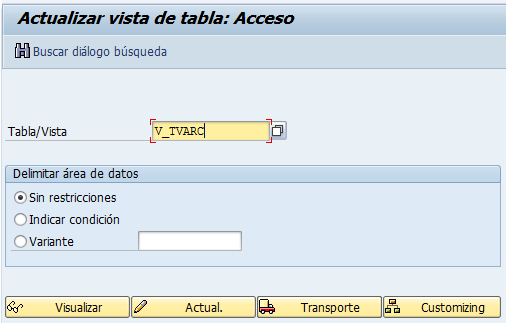 Actualizar vista de tabla: Acceso
Buscar diálogo búsqueda
Tabla/Vista V_TVARC
Delimitar área de datos
Sin restricciones
Indicar condición
Variante
Visualizar Actual. Transporte Customizing